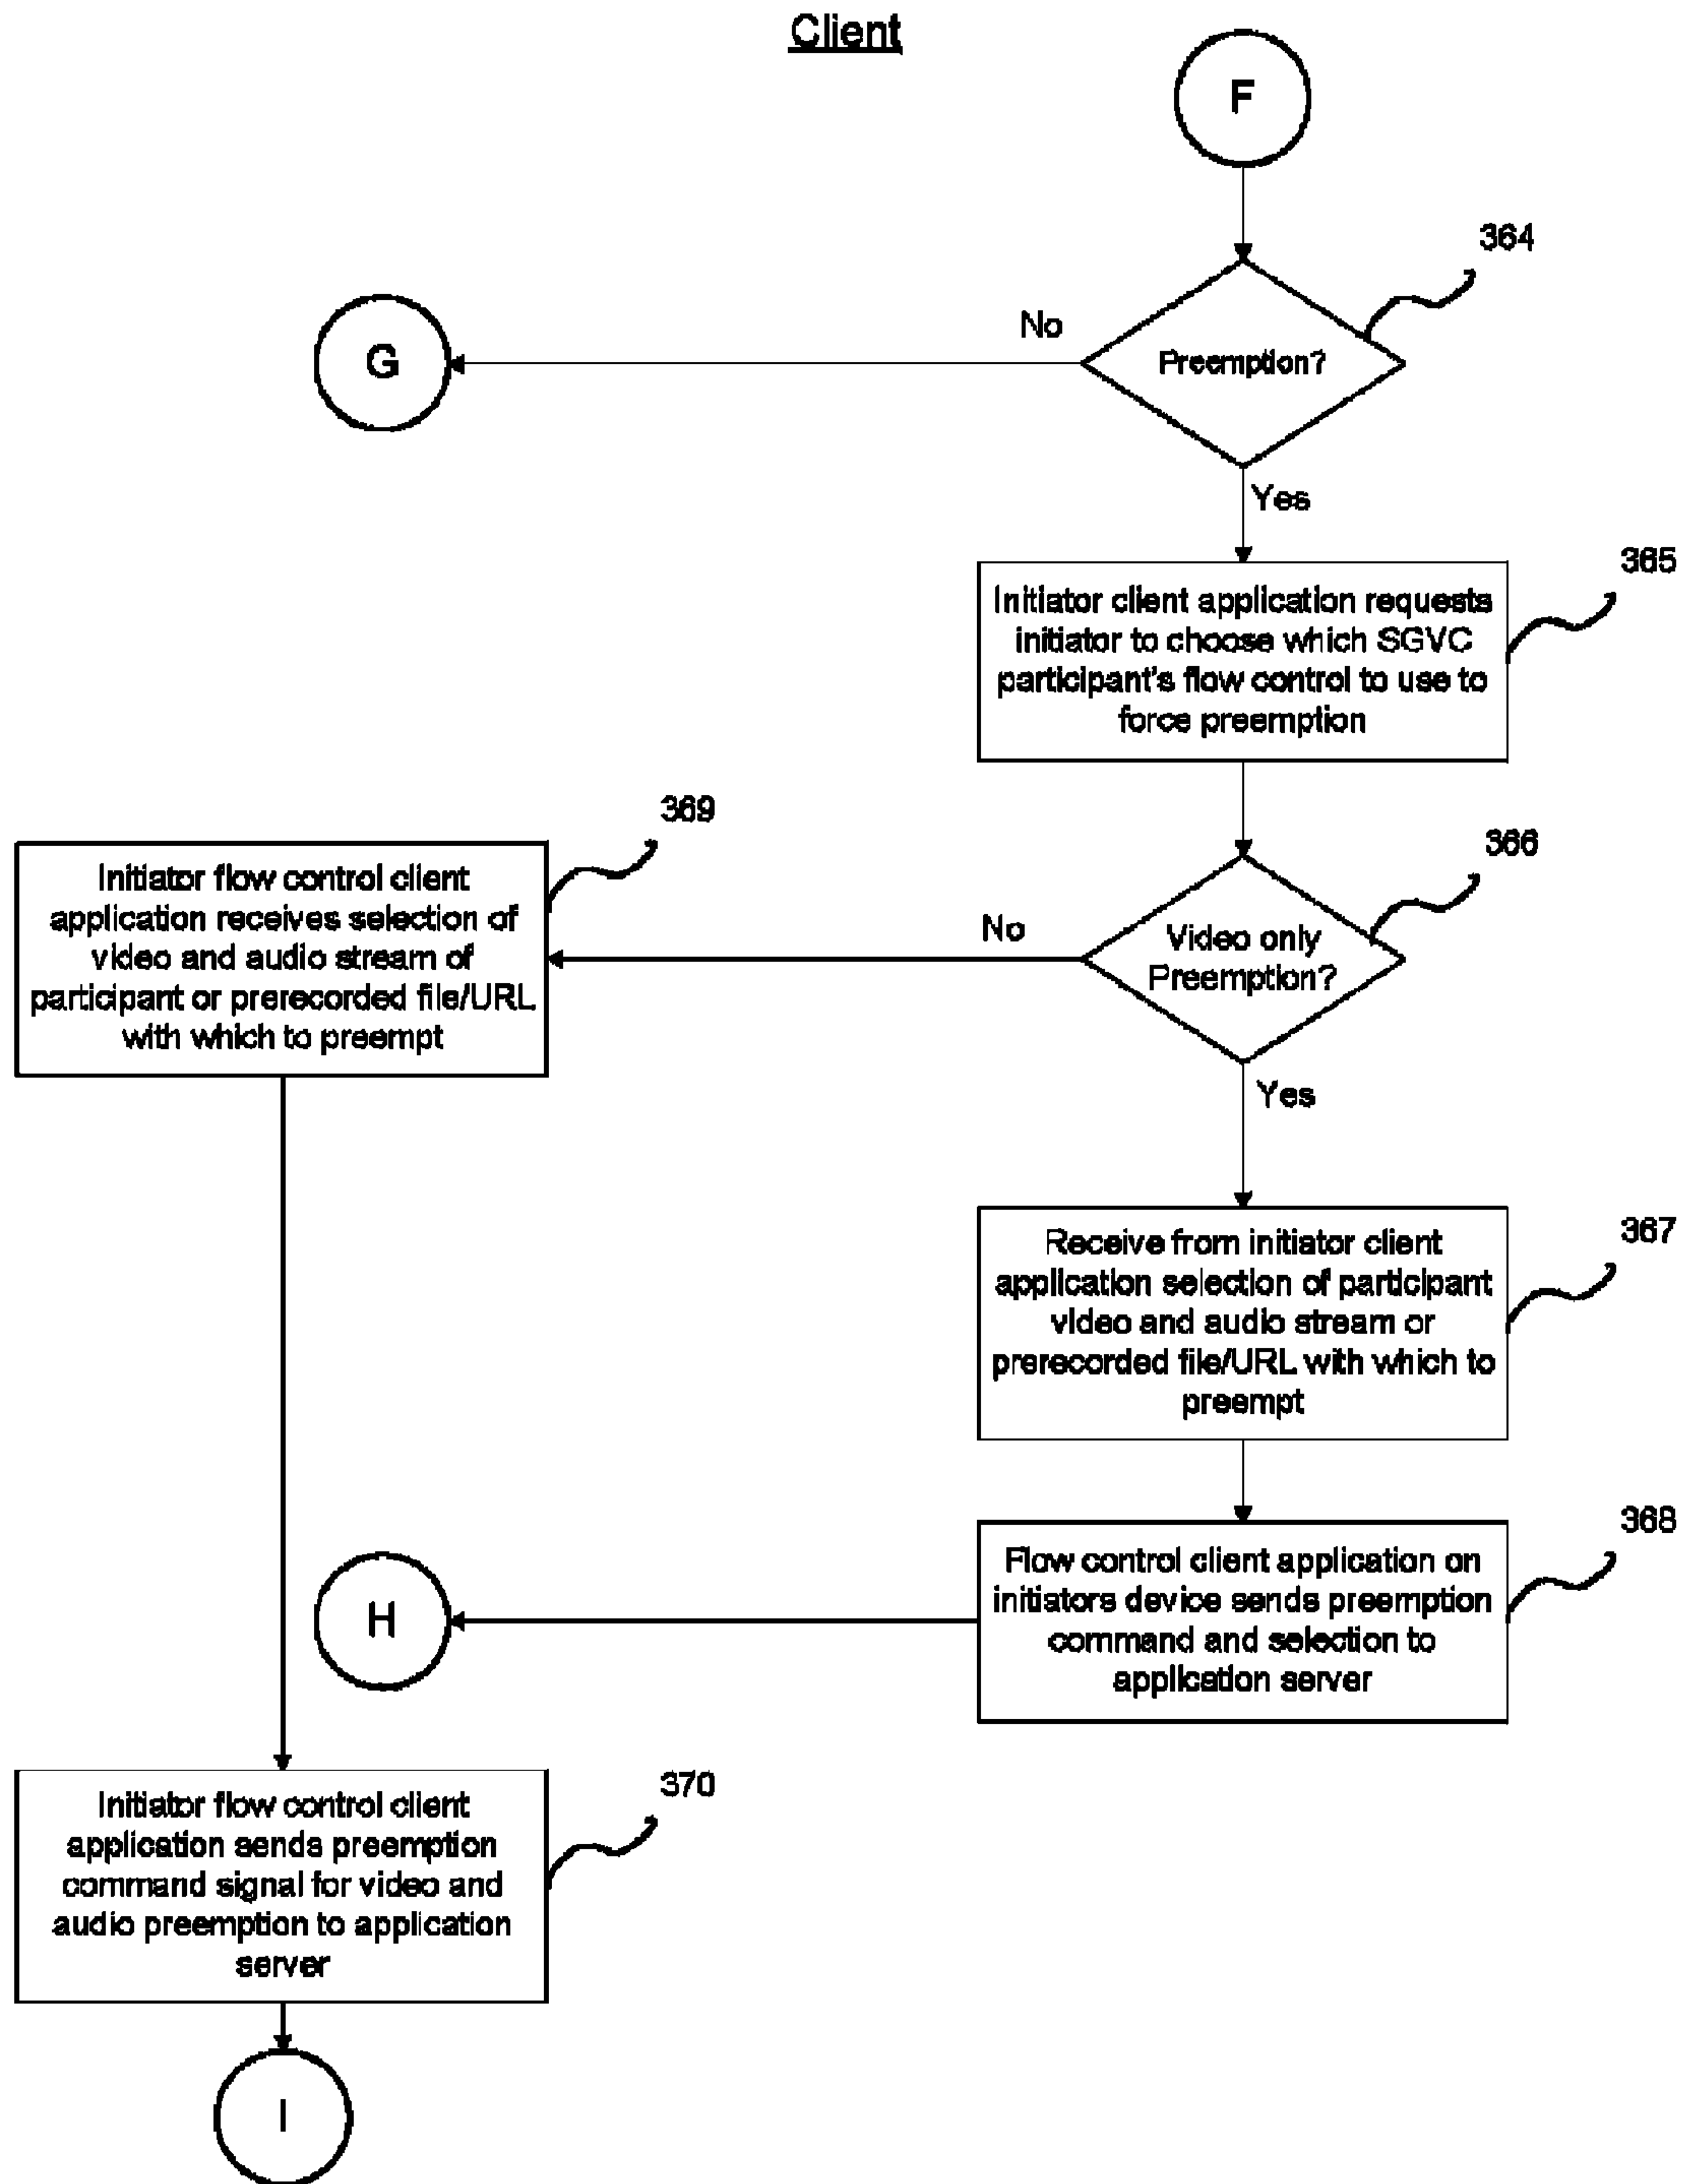 Client
F
364
No
Preemption?
G
Yes
365
Initiator client application requests
initiator to choose which SGVC
participant's flow control to use to
force preemption
369
366
Initiator flow control client
application receives selection of
video and audio stream of
participant or prerecorded file/URL
with which to preempt
No
Video only
Preemption?
Yes
367
Receive from initiator client
application selection of participant
video and audio stream or
prerecorded file/URL with which to
preempt
368
Flow control client application on
initiators device sends preemption
command and selection to
application server
H
370
Initiator flow control client
application sends preemption
command signal for video and
audio preemption to application
server
I